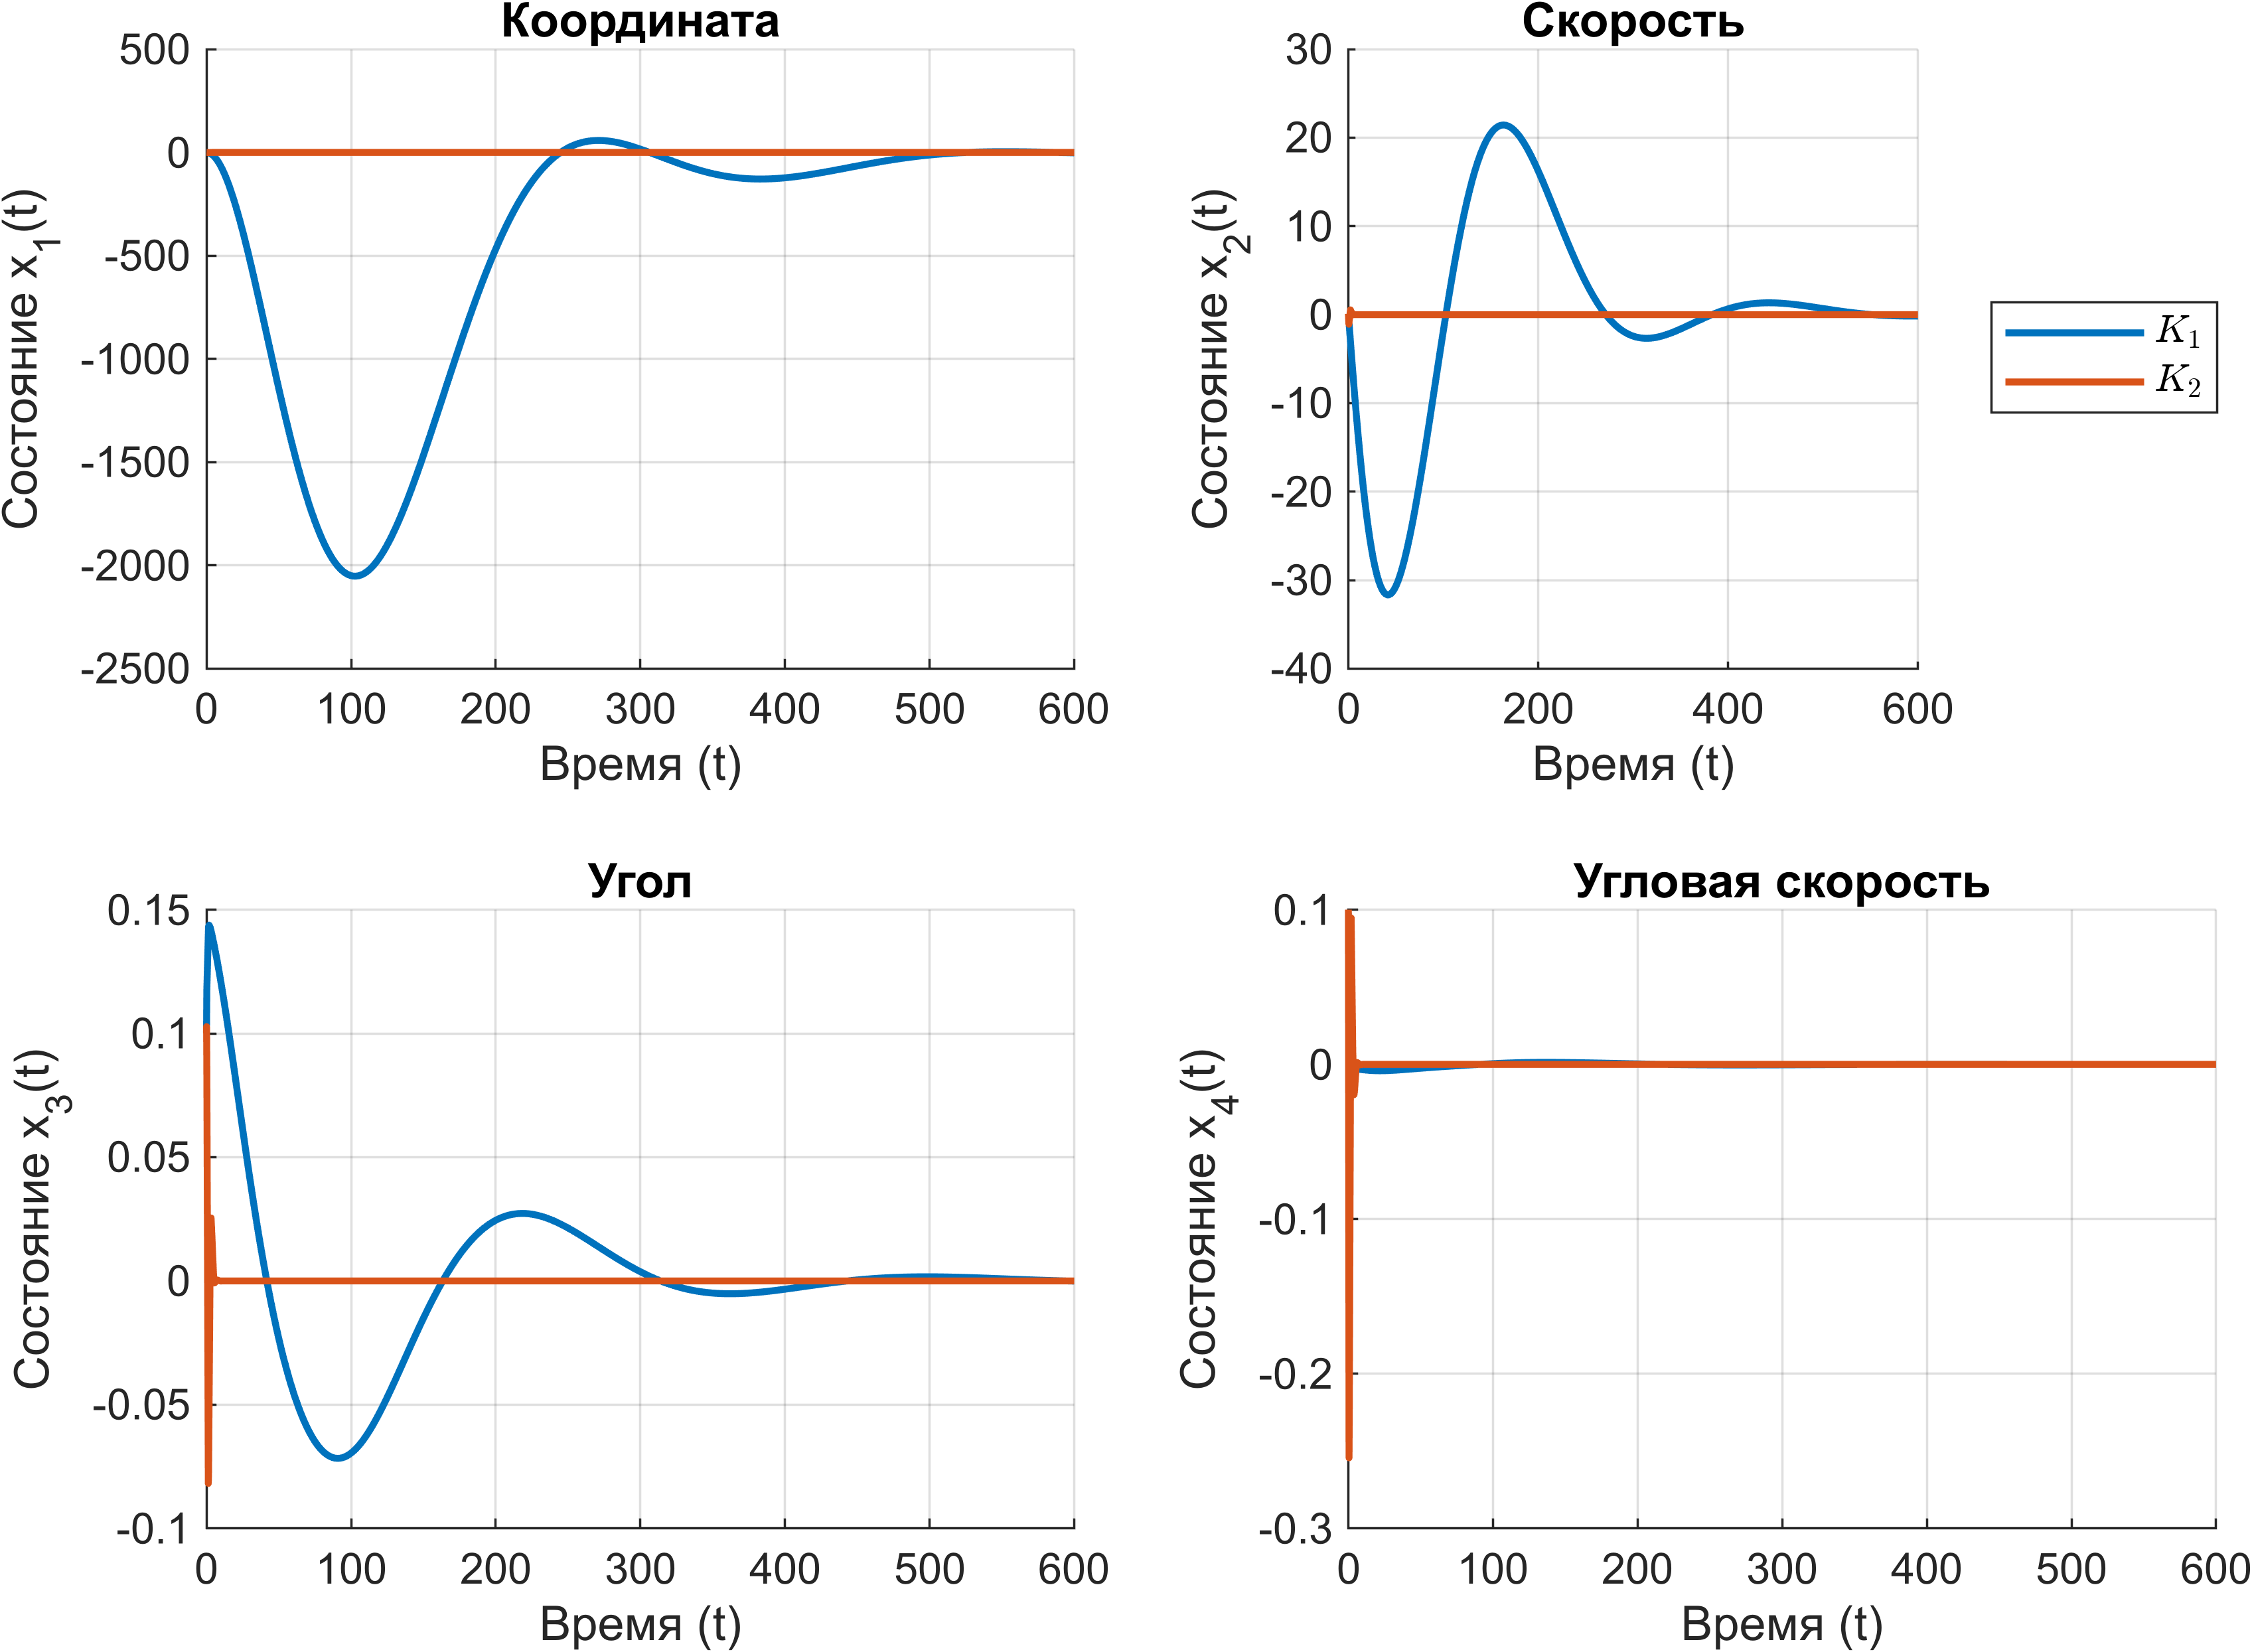 Координата
500
0
-500
-1000
-1500
-2000
-2500
0 100 200 300 400 500 600
Состояние x₁(t)
Время (t)
Скорость
30
20
10
0
-10
-20
-30
-40
0 200 400 600
Состояние x₂(t)
Время (t)
K₁
K₂
Угол
0.15
0.1
0.05
0
-0.05
-0.1
0 100 200 300 400 500 600
Состояние x₃(t)
Время (t)
Угловая скорость
0.1
0
-0.1
-0.2
-0.3
0 100 200 300 400 500 600
Состояние x₄(t)
Время (t)